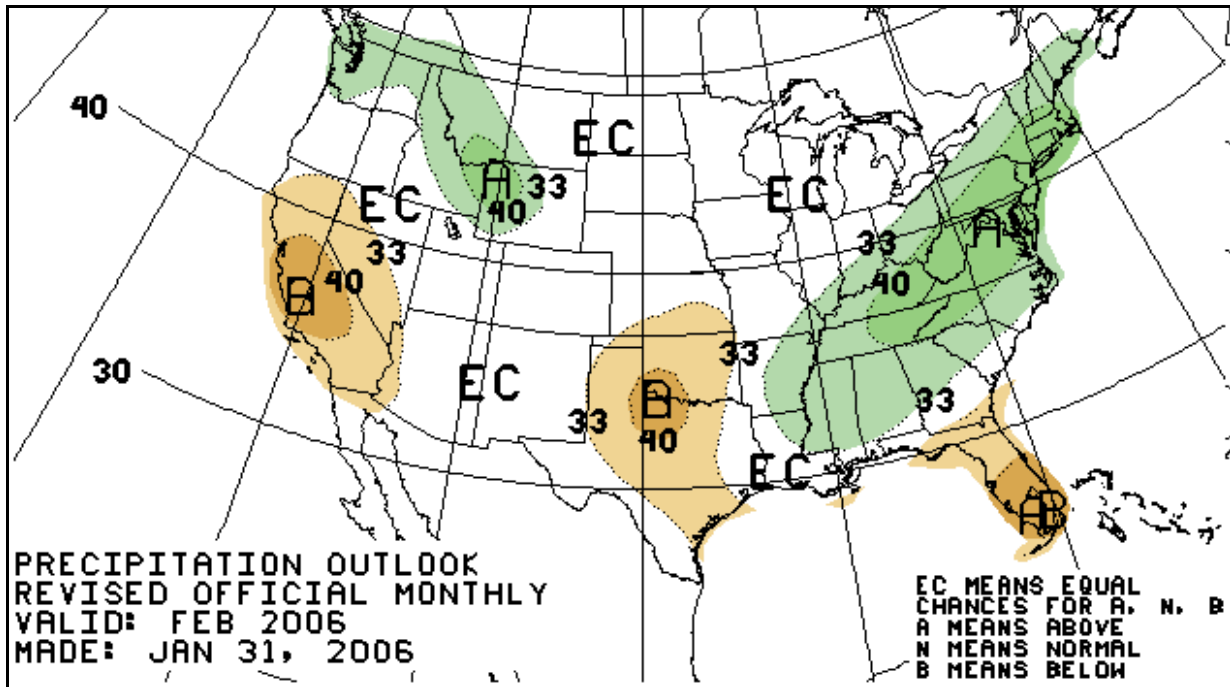 40
EC
A
33
40
EC
33
40
B
EC
A
33
40
30
EC
33
33
B
40
33
EC
A
B
PRECIPITATION OUTLOOK
REVISED OFFICIAL MONTHLY
VALID: FEB 2006
MADE: JAN 31, 2006
EC MEANS EQUAL
CHANCES FOR A, N, B
A MEANS ABOVE
N MEANS NORMAL
B MEANS BELOW